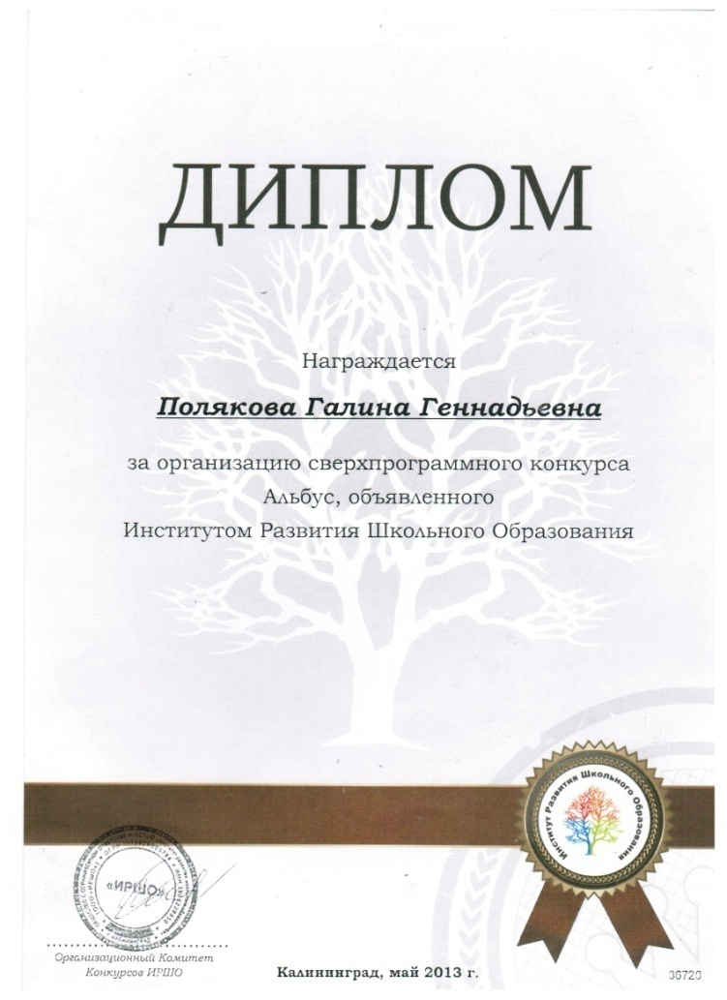 ДИПЛОМ
Награждается
Полякова Галина Геннадьевна
за организацию сверхпрограммного конкурса
Альбус, объявленного
Институтом Развития Школьного Образования
Институт Развития Школьного Образования
«ИРШО»
Организационный Комитет
Конкурсов ИРШО
Калининград, май 2013 г.
36720